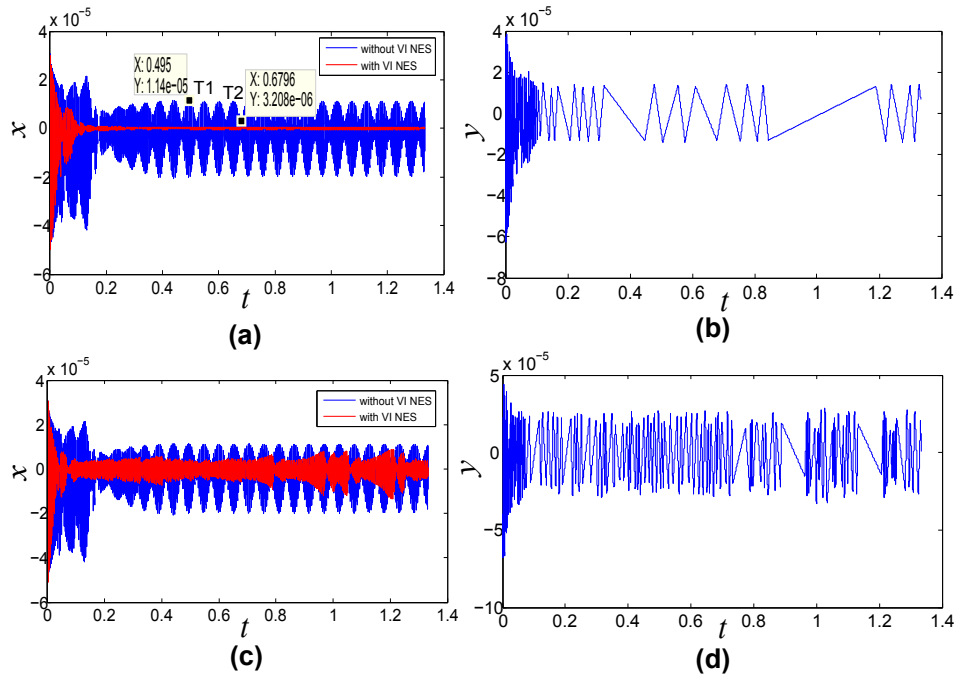 x 10⁻⁵
4
2
0
−2
−4
−6
x
0
0.2
0.4
0.6
0.8
1
1.2
1.4
t
without VI NES
with VI NES
X: 0.495
Y: 1.14e−05
T1
T2
X: 0.6796
Y: 3.208e−06
(a)
x 10⁻⁵
4
2
0
−2
−4
−6
−8
y
0
0.2
0.4
0.6
0.8
1
1.2
1.4
t
(b)
x 10⁻⁵
4
2
0
−2
−4
−6
x
0
0.2
0.4
0.6
0.8
1
1.2
1.4
t
without VI NES
with VI NES
(c)
x 10⁻⁵
5
0
−5
−10
y
0
0.2
0.4
0.6
0.8
1
1.2
1.4
t
(d)